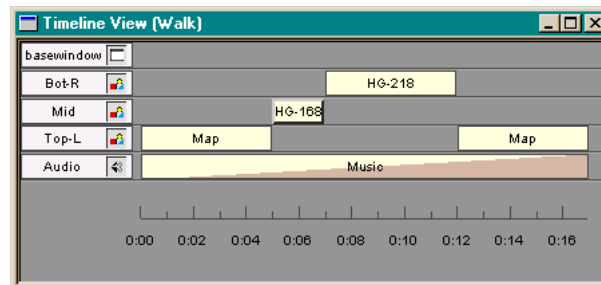 Timeline View (Walk)
basewindow
Bot-R HG-218
Mid HG-168
Top-L Map Map
Audio Music
0:00 0:02 0:04 0:06 0:08 0:10 0:12 0:14 0:16